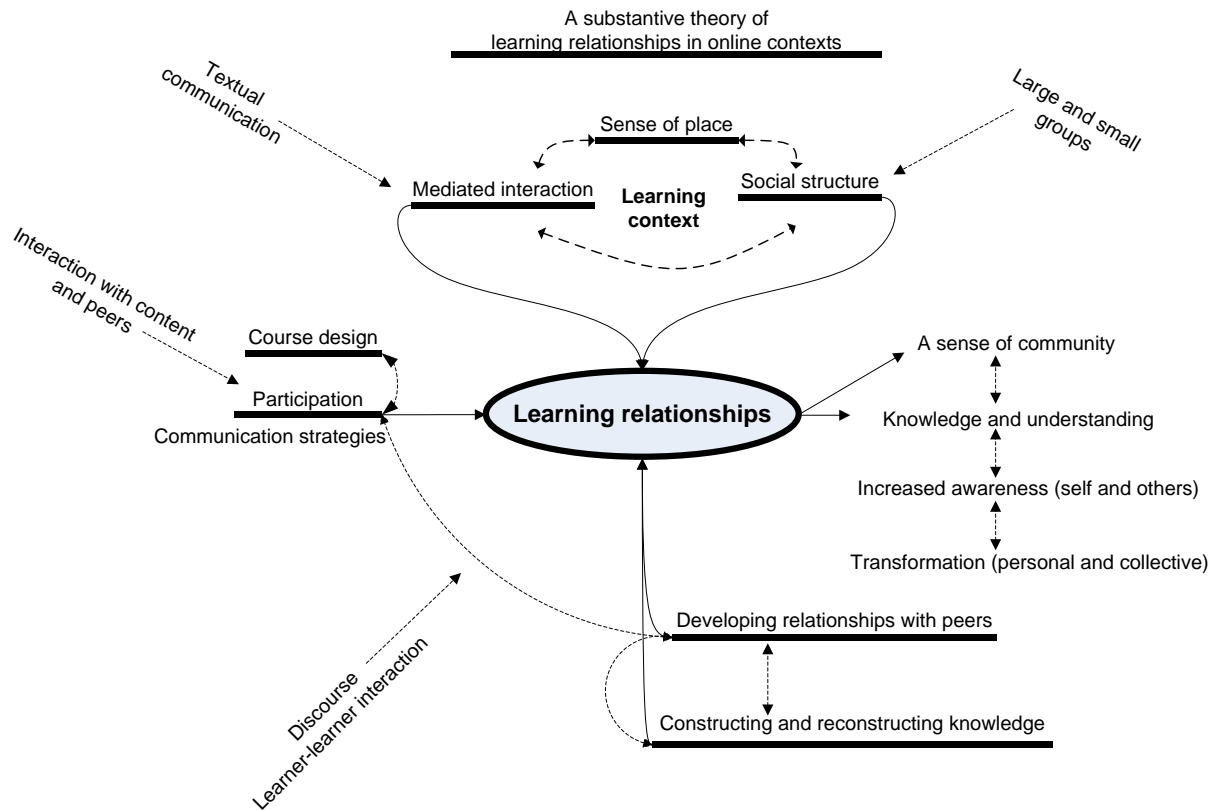 A substantive theory of
learning relationships in online contexts
Textual
communication
Large and small
groups
Sense of place
Mediated interaction
Social structure
Learning
context
Interaction with content
and peers
Course design
Participation
Communication strategies
Learning relationships
A sense of community
Knowledge and understanding
Increased awareness (self and others)
Transformation (personal and collective)
Developing relationships with peers
Discourse
Learner-learner interaction
Constructing and reconstructing knowledge